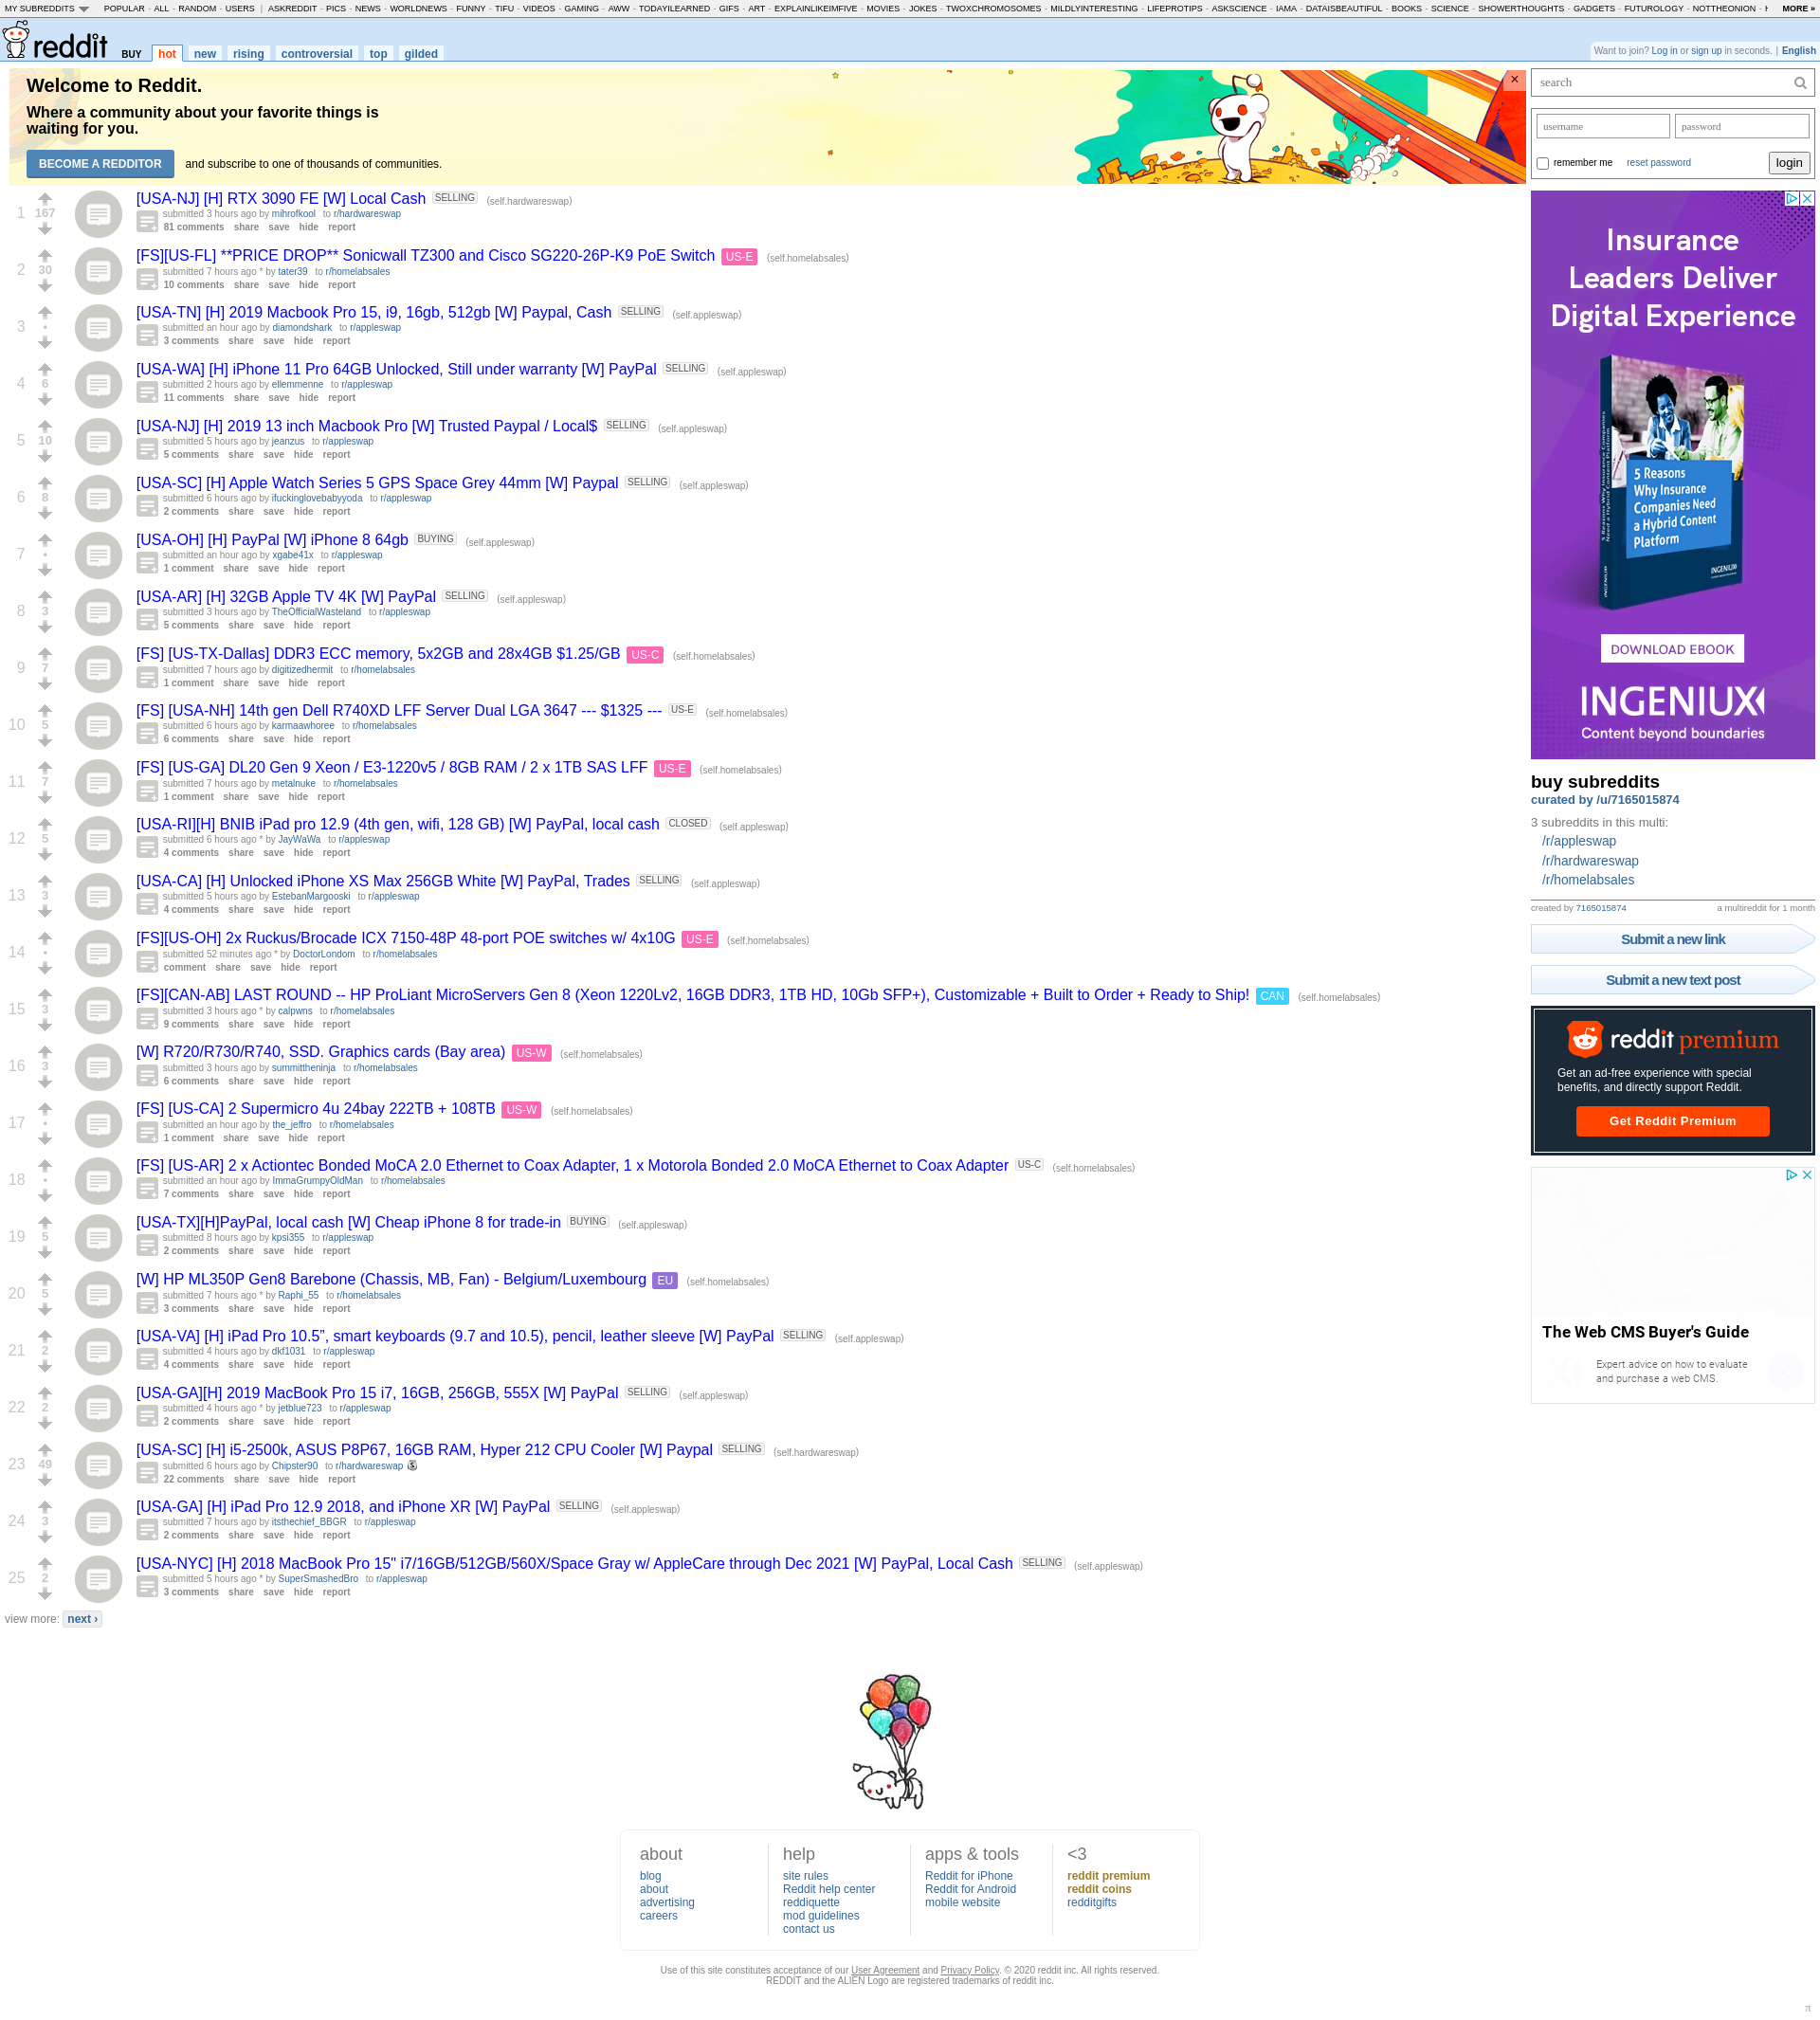 MY SUBREDDITS POPULAR - ALL - RANDOM - USERS | ASKREDDIT - PICS - NEWS - WORLDNEWS - FUNNY - TIFU - VIDEOS - GAMING - AWW - TODAYILEARNED - GIFS - ART - EXPLAINLIKEIMFIVE - MOVIES - JOKES - TWOXCHROMOSOMES - MILDLYINTERESTING - LIFEPROTIPS - ASKSCIENCE - IAMA - DATAISBEAUTIFUL - BOOKS - SCIENCE - SHOWERTHOUGHTS - GADGETS - FUTUROLOGY - NOTTHEONION - MORE »
reddit BUY hot new rising controversial top gilded
Want to join? Log in or sign up in seconds. | English
Welcome to Reddit.
Where a community about your favorite things is
waiting for you.
BECOME A REDDITOR and subscribe to one of thousands of communities.
1 167 [USA-NJ] [H] RTX 3090 FE [W] Local Cash SELLING (self.hardwareswap)
submitted 3 hours ago by mihrofkool to r/hardwareswap
81 comments share save hide report
2 30 [FS][US-FL] **PRICE DROP** Sonicwall TZ300 and Cisco SG220-26P-K9 PoE Switch US-E (self.homelabsales)
submitted 7 hours ago * by tater39 to r/homelabsales
10 comments share save hide report
3 • [USA-TN] [H] 2019 Macbook Pro 15, i9, 16gb, 512gb [W] Paypal, Cash SELLING (self.appleswap)
submitted an hour ago by diamondshark to r/appleswap
3 comments share save hide report
4 6 [USA-WA] [H] iPhone 11 Pro 64GB Unlocked, Still under warranty [W] PayPal SELLING (self.appleswap)
submitted 2 hours ago by ellemmenne to r/appleswap
11 comments share save hide report
5 10 [USA-NJ] [H] 2019 13 inch Macbook Pro [W] Trusted Paypal / Local$ SELLING (self.appleswap)
submitted 5 hours ago by jeanzus to r/appleswap
5 comments share save hide report
6 8 [USA-SC] [H] Apple Watch Series 5 GPS Space Grey 44mm [W] Paypal SELLING (self.appleswap)
submitted 6 hours ago by ifuckinglovebabyyoda to r/appleswap
2 comments share save hide report
7 • [USA-OH] [H] PayPal [W] iPhone 8 64gb BUYING (self.appleswap)
submitted an hour ago by xgabe41x to r/appleswap
1 comment share save hide report
8 3 [USA-AR] [H] 32GB Apple TV 4K [W] PayPal SELLING (self.appleswap)
submitted 3 hours ago by TheOfficialWasteland to r/appleswap
5 comments share save hide report
9 7 [FS] [US-TX-Dallas] DDR3 ECC memory, 5x2GB and 28x4GB $1.25/GB US-C (self.homelabsales)
submitted 7 hours ago by digitizedhermit to r/homelabsales
1 comment share save hide report
10 5 [FS] [USA-NH] 14th gen Dell R740XD LFF Server Dual LGA 3647 --- $1325 --- US-E (self.homelabsales)
submitted 6 hours ago by karmaawhoree to r/homelabsales
6 comments share save hide report
11 7 [FS] [US-GA] DL20 Gen 9 Xeon / E3-1220v5 / 8GB RAM / 2 x 1TB SAS LFF US-E (self.homelabsales)
submitted 7 hours ago by metalnuke to r/homelabsales
1 comment share save hide report
12 5 [USA-RI][H] BNIB iPad pro 12.9 (4th gen, wifi, 128 GB) [W] PayPal, local cash CLOSED (self.appleswap)
submitted 6 hours ago * by JayWaWa to r/appleswap
4 comments share save hide report
13 3 [USA-CA] [H] Unlocked iPhone XS Max 256GB White [W] PayPal, Trades SELLING (self.appleswap)
submitted 5 hours ago by EstebanMargooski to r/appleswap
4 comments share save hide report
14 • [FS][US-OH] 2x Ruckus/Brocade ICX 7150-48P 48-port POE switches w/ 4x10G US-E (self.homelabsales)
submitted 52 minutes ago * by DoctorLondom to r/homelabsales
comment share save hide report
15 3 [FS][CAN-AB] LAST ROUND -- HP ProLiant MicroServers Gen 8 (Xeon 1220Lv2, 16GB DDR3, 1TB HD, 10Gb SFP+), Customizable + Built to Order + Ready to Ship! CAN (self.homelabsales)
submitted 3 hours ago * by calpwns to r/homelabsales
9 comments share save hide report
16 3 [W] R720/R730/R740, SSD. Graphics cards (Bay area) US-W (self.homelabsales)
submitted 3 hours ago by summittheninja to r/homelabsales
6 comments share save hide report
17 • [FS] [US-CA] 2 Supermicro 4u 24bay 222TB + 108TB US-W (self.homelabsales)
submitted an hour ago by the_jeffro to r/homelabsales
1 comment share save hide report
18 • [FS] [US-AR] 2 x Actiontec Bonded MoCA 2.0 Ethernet to Coax Adapter, 1 x Motorola Bonded 2.0 MoCA Ethernet to Coax Adapter US-C (self.homelabsales)
submitted an hour ago by ImmaGrumpyOldMan to r/homelabsales
7 comments share save hide report
19 5 [USA-TX][H]PayPal, local cash [W] Cheap iPhone 8 for trade-in BUYING (self.appleswap)
submitted 8 hours ago by kpsi355 to r/appleswap
2 comments share save hide report
20 5 [W] HP ML350P Gen8 Barebone (Chassis, MB, Fan) - Belgium/Luxembourg EU (self.homelabsales)
submitted 7 hours ago * by Raphi_55 to r/homelabsales
3 comments share save hide report
21 2 [USA-VA] [H] iPad Pro 10.5”, smart keyboards (9.7 and 10.5), pencil, leather sleeve [W] PayPal SELLING (self.appleswap)
submitted 4 hours ago by dkf1031 to r/appleswap
4 comments share save hide report
22 2 [USA-GA][H] 2019 MacBook Pro 15 i7, 16GB, 256GB, 555X [W] PayPal SELLING (self.appleswap)
submitted 4 hours ago * by jetblue723 to r/appleswap
2 comments share save hide report
23 49 [USA-SC] [H] i5-2500k, ASUS P8P67, 16GB RAM, Hyper 212 CPU Cooler [W] Paypal SELLING (self.hardwareswap)
submitted 6 hours ago by Chipster90 to r/hardwareswap
22 comments share save hide report
24 3 [USA-GA] [H] iPad Pro 12.9 2018, and iPhone XR [W] PayPal SELLING (self.appleswap)
submitted 7 hours ago by itsthechief_BBGR to r/appleswap
2 comments share save hide report
25 2 [USA-NYC] [H] 2018 MacBook Pro 15" i7/16GB/512GB/560X/Space Gray w/ AppleCare through Dec 2021 [W] PayPal, Local Cash SELLING (self.appleswap)
submitted 5 hours ago * by SuperSmashedBro to r/appleswap
3 comments share save hide report
view more: next ›
search
username password
remember me reset password login
Insurance
Leaders Deliver
Digital Experience
5 Reasons
Why Insurance
Companies Need
a Hybrid Content
Platform
INGENIUX
DOWNLOAD EBOOK
INGENIUX
Content beyond boundaries
buy subreddits
curated by /u/7165015874
3 subreddits in this multi:
/r/appleswap
/r/hardwareswap
/r/homelabsales
created by 7165015874 a multireddit for 1 month
Submit a new link
Submit a new text post
reddit premium
Get an ad-free experience with special
benefits, and directly support Reddit.
Get Reddit Premium
The Web CMS Buyer's Guide
Expert advice on how to evaluate
and purchase a web CMS.
about
blog
about
advertising
careers
help
site rules
Reddit help center
reddiquette
mod guidelines
contact us
apps & tools
Reddit for iPhone
Reddit for Android
mobile website
<3
reddit premium
reddit coins
redditgifts
Use of this site constitutes acceptance of our User Agreement and Privacy Policy. © 2020 reddit inc. All rights reserved.
REDDIT and the ALIEN Logo are registered trademarks of reddit inc.
π